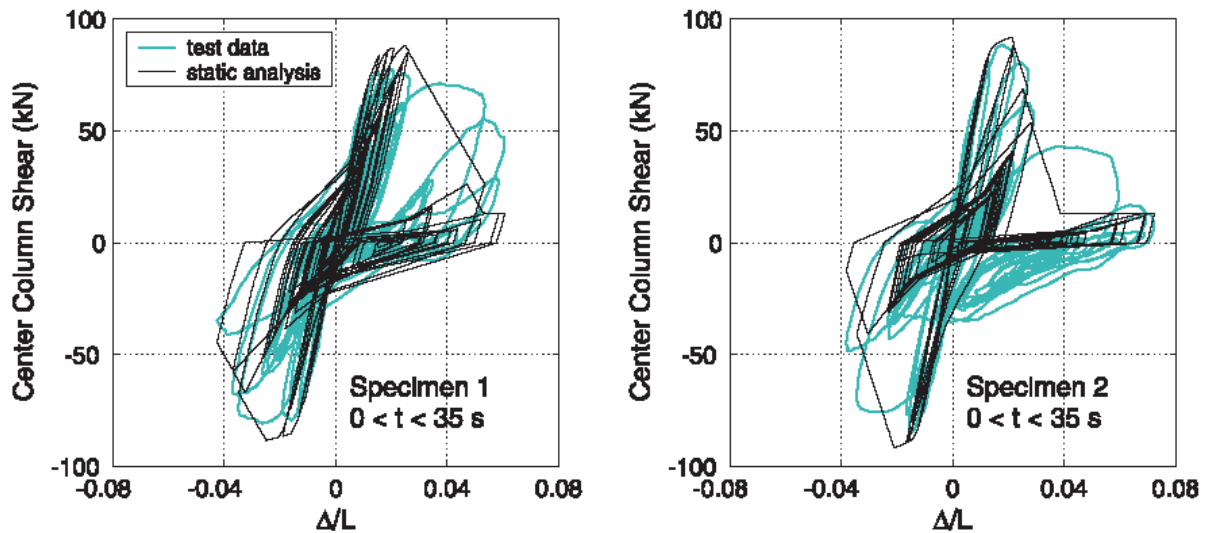 100
50
0
-50
-100
Center Column Shear (kN)
test data
static analysis
Specimen 1
0 < t < 35 s
-0.08
-0.04
0
0.04
0.08
Δ/L
100
50
0
-50
-100
Center Column Shear (kN)
Specimen 2
0 < t < 35 s
-0.08
-0.04
0
0.04
0.08
Δ/L